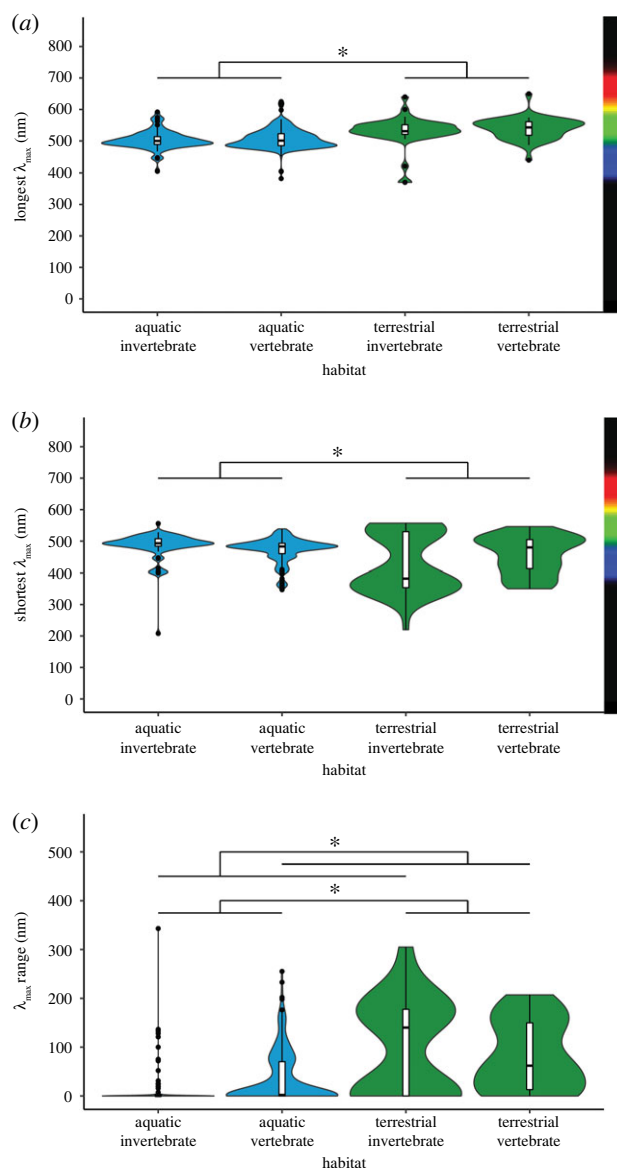 (a)
*
800
700
600
500
400
300
200
100
0
longest λmax (nm)
aquatic invertebrate
aquatic vertebrate
terrestrial invertebrate
terrestrial vertebrate
habitat
(b)
*
800
700
600
500
400
300
200
100
0
shortest λmax (nm)
aquatic invertebrate
aquatic vertebrate
terrestrial invertebrate
terrestrial vertebrate
habitat
(c)
*
*
500
400
300
200
100
0
λmax range (nm)
aquatic invertebrate
aquatic vertebrate
terrestrial invertebrate
terrestrial vertebrate
habitat